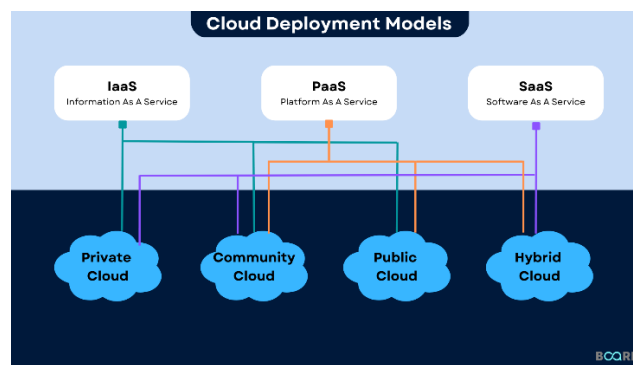 Cloud Deployment Models
IaaS
Information As A Service
PaaS
Platform As A Service
SaaS
Software As A Service
Private
Cloud
Community
Cloud
Public
Cloud
Hybrid
Cloud